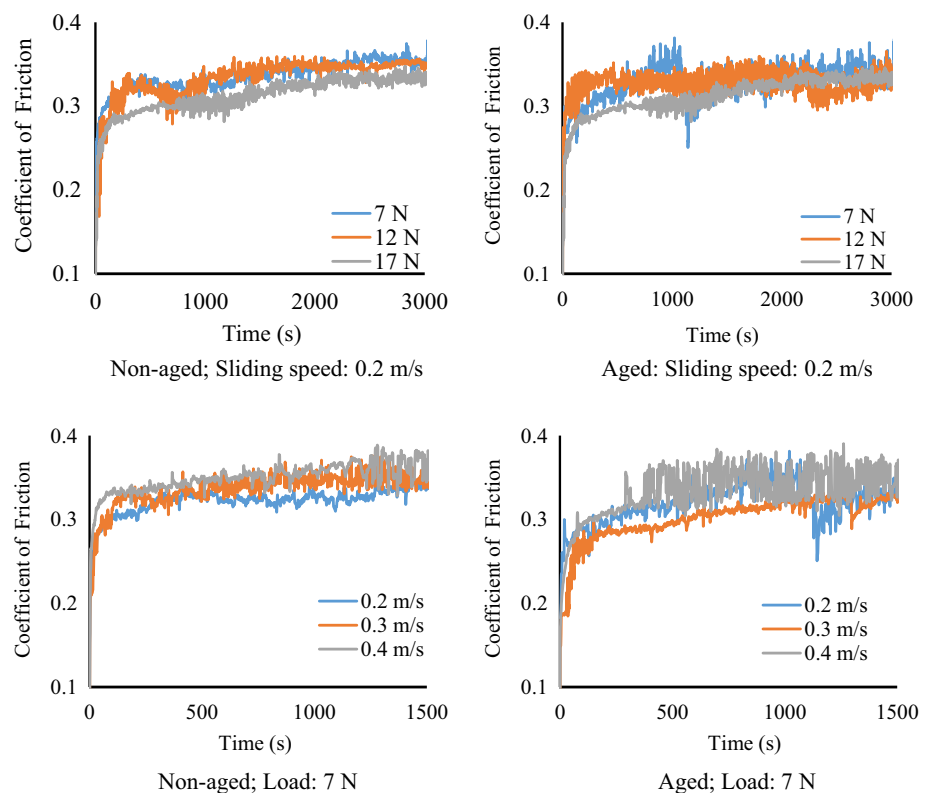 Coefficient of Friction
0.4
0.3
0.2
0.1
7 N
12 N
17 N
0 1000 2000 3000
Time (s)
Non-aged; Sliding speed: 0.2 m/s
Coefficient of Friction
0.4
0.3
0.2
0.1
7 N
12 N
17 N
0 1000 2000 3000
Time (s)
Aged: Sliding speed: 0.2 m/s
Coefficient of Friction
0.4
0.3
0.2
0.1
0.2 m/s
0.3 m/s
0.4 m/s
0 500 1000 1500
Time (s)
Non-aged; Load: 7 N
Coefficient of Friction
0.4
0.3
0.2
0.1
0.2 m/s
0.3 m/s
0.4 m/s
0 500 1000 1500
Time (s)
Aged; Load: 7 N